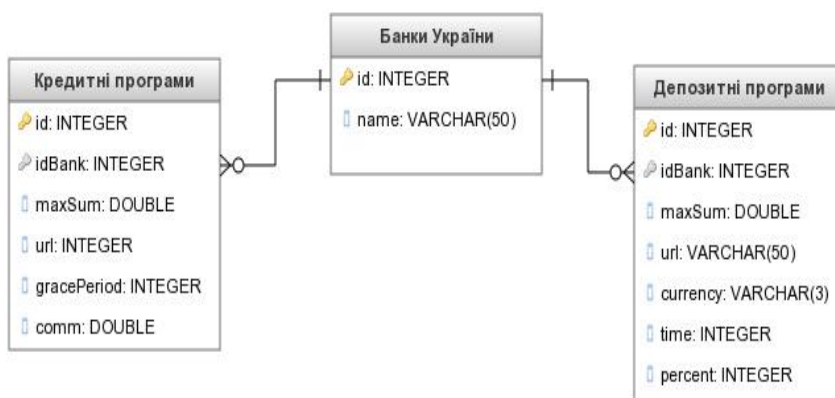 Кредитні програми
id: INTEGER
idBank: INTEGER
maxSum: DOUBLE
url: INTEGER
gracePeriod: INTEGER
comm: DOUBLE
Банки України
id: INTEGER
name: VARCHAR(50)
Депозитні програми
id: INTEGER
idBank: INTEGER
maxSum: DOUBLE
url: VARCHAR(50)
currency: VARCHAR(3)
time: INTEGER
percent: INTEGER